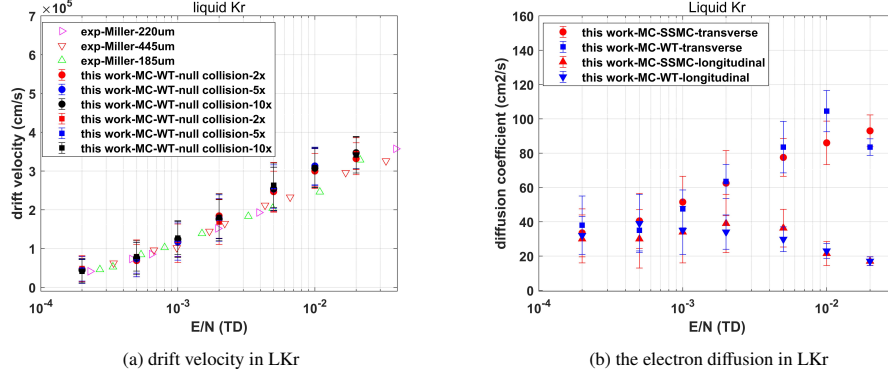 liquid Kr
7
×10⁵
6
5
4
3
2
1
0
drift velocity (cm/s)
exp-Miller-220um
exp-Miller-445um
exp-Miller-185um
this work-MC-WT-null collision-2x
this work-MC-WT-null collision-5x
this work-MC-WT-null collision-10x
this work-MC-WT-null collision-2x
this work-MC-WT-null collision-5x
this work-MC-WT-null collision-10x
10⁻⁴ 10⁻³ 10⁻²
E/N (TD)
(a) drift velocity in LKr
Liquid Kr
160
140
120
100
80
60
40
20
0
diffusion coefficient (cm2/s)
this work-MC-SSMC-transverse
this work-MC-WT-transverse
this work-MC-SSMC-longitudinal
this work-MC-WT-longitudinal
10⁻⁴ 10⁻³ 10⁻²
E/N (TD)
(b) the electron diffusion in LKr